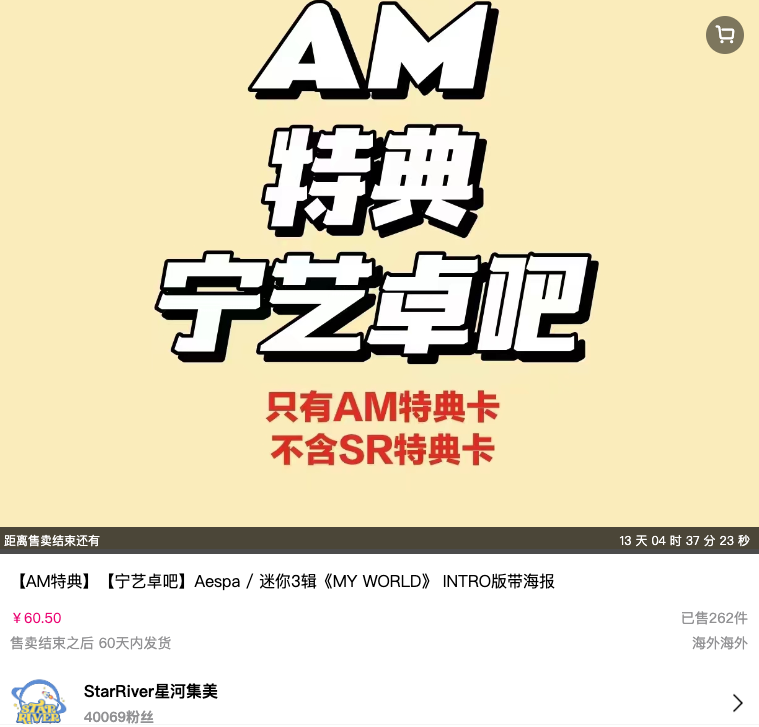 AM
特典
宁艺卓吧
只有AM特典卡
不含SR特典卡
距离售卖结束还有 13 天 04 时 37 分 23 秒
【AM特典】【宁艺卓吧】Aespa / 迷你3辑《MY WORLD》 INTRO版带海报
￥60.50 已售262件
售卖结束之后 60天内发货 海外海外
STAR RIVER
StarRiver星河集美
40069粉丝